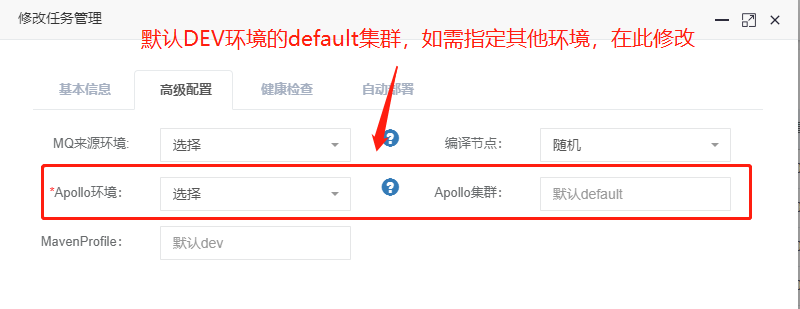 修改任务管理
默认DEV环境的default集群，如需指定其他环境，在此修改
基本信息 高级配置 健康检查 自动部署
MQ来源环境: 选择 ? 编译节点： 随机
*Apollo环境： 选择 ? Apollo集群： 默认default
MavenProfile： 默认dev